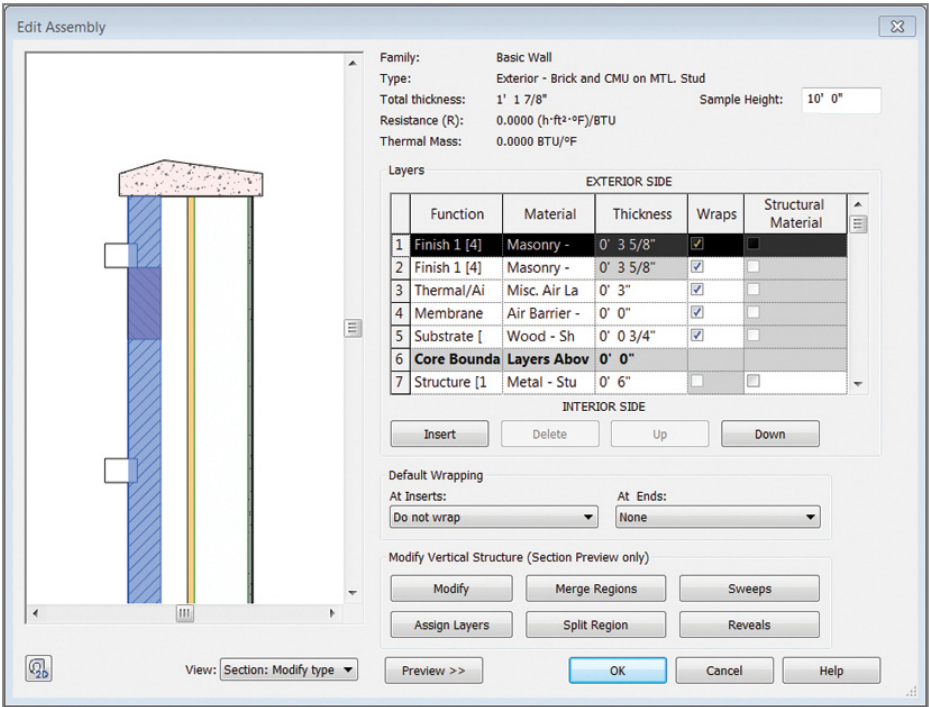 Edit Assembly
Family: Basic Wall
Type: Exterior - Brick and CMU on MTL. Stud
Total thickness: 1' 1 7/8" Sample Height: 10' 0"
Resistance (R): 0.0000 (h·ft²·ºF)/BTU
Thermal Mass: 0.0000 BTU/ºF
Layers
EXTERIOR SIDE
Function Material Thickness Wraps Structural Material
1 Finish 1 [4] Masonry - 0' 3 5/8"
2 Finish 1 [4] Masonry - 0' 3 5/8"
3 Thermal/Ai Misc. Air La 0' 3"
4 Membrane Air Barrier - 0' 0"
5 Substrate [ Wood - Sh 0' 0 3/4"
6 Core Bounda Layers Abov 0' 0"
7 Structure [1 Metal - Stu 0' 6"
INTERIOR SIDE
Insert Delete Up Down
Default Wrapping
At Inserts: At Ends:
Do not wrap None
Modify Vertical Structure (Section Preview only)
Modify Merge Regions Sweeps
Assign Layers Split Region Reveals
2D View: Section: Modify type Preview >> OK Cancel Help